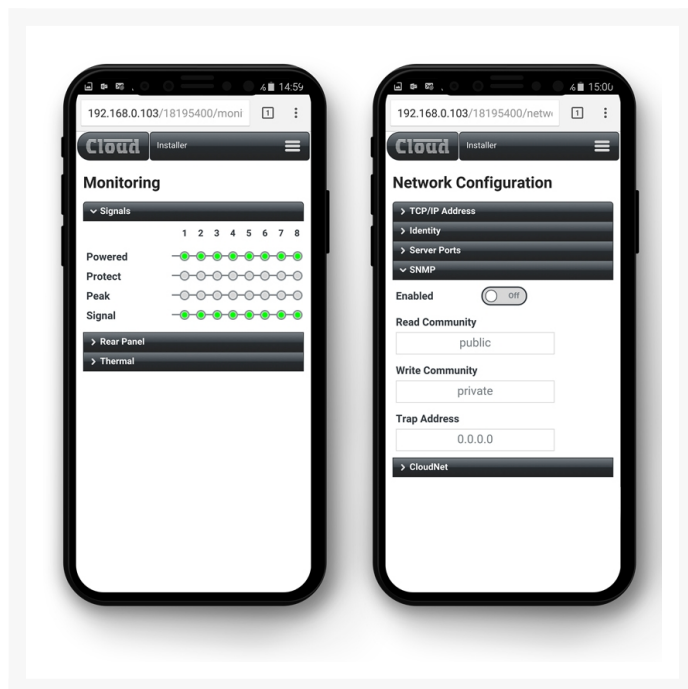 14:59
192.168.0.103/18195400/moni
1
Cloud Installer
Monitoring
Signals
1 2 3 4 5 6 7 8
Powered
Protect
Peak
Signal
Rear Panel
Thermal
15:00
192.168.0.103/18195400/netw
1
Cloud Installer
Network Configuration
TCP/IP Address
Identity
Server Ports
SNMP
Enabled Off
Read Community
public
Write Community
private
Trap Address
0.0.0.0
CloudNet